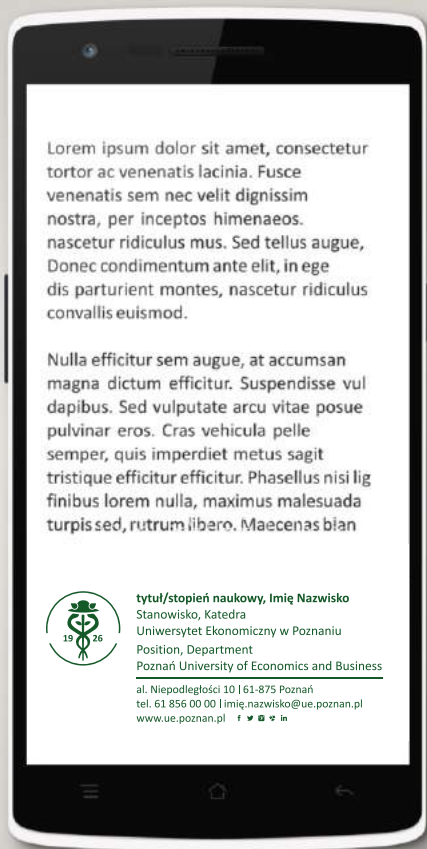 Lorem ipsum dolor sit amet, consectetur
tortor ac venenatis lacinia. Fusce
venenatis sem nec velit dignissim
nostra, per inceptos himenaeos.
nascetur ridiculus mus. Sed tellus augue,
Donec condimentum ante elit, in ege
dis parturient montes, nascetur ridiculus
convallis euismod.
Nulla efficitur sem augue, at accumsan
magna dictum efficitur. Suspendisse vul
dapibus. Sed vulputate arcu vitae posue
pulvinar eros. Cras vehicula pelle
semper, quis imperdiet metus sagit
tristique efficitur efficitur. Phasellus nisi lig
finibus lorem nulla, maximus malesuada
turpis sed, rutrum libero. Maecenas bian
19 26
tytuł/stopień naukowy, Imię Nazwisko
Stanowisko, Katedra
Uniwersytet Ekonomiczny w Poznaniu
Position, Department
Poznań University of Economics and Business
al. Niepodległości 10 | 61-875 Poznań
tel. 61 856 00 00 | imię.nazwisko@ue.poznan.pl
www.ue.poznan.pl